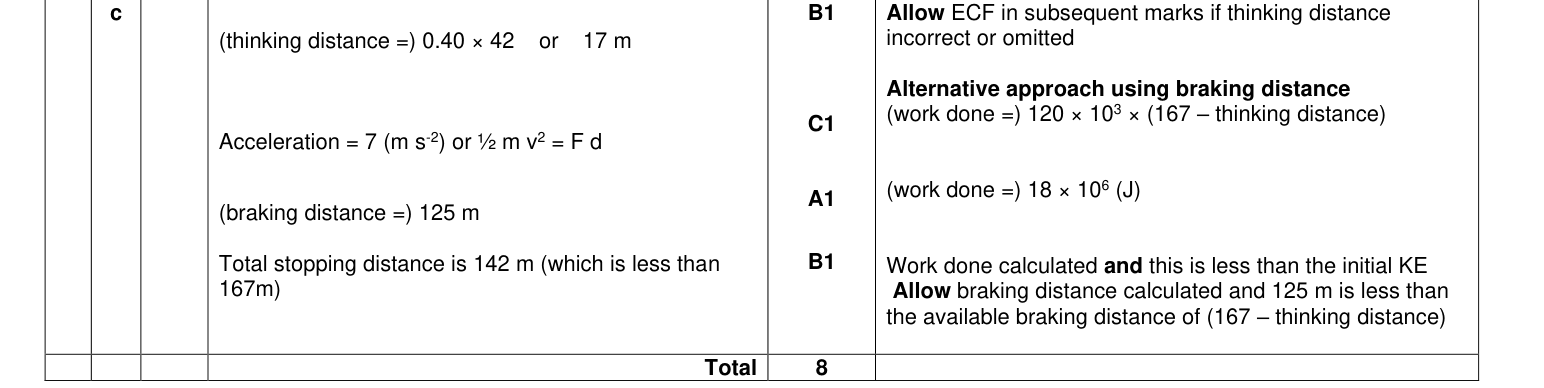 c
(thinking distance =) 0.40 × 42 or 17 m
Acceleration = 7 (m s⁻²) or ½ m v² = F d
(braking distance =) 125 m
Total stopping distance is 142 m (which is less than
167m)
B1
C1
A1
B1
Allow ECF in subsequent marks if thinking distance
incorrect or omitted
Alternative approach using braking distance
(work done =) 120 × 10³ × (167 – thinking distance)
(work done =) 18 × 10⁶ (J)
Work done calculated and this is less than the initial KE
Allow braking distance calculated and 125 m is less than
the available braking distance of (167 – thinking distance)
Total 8